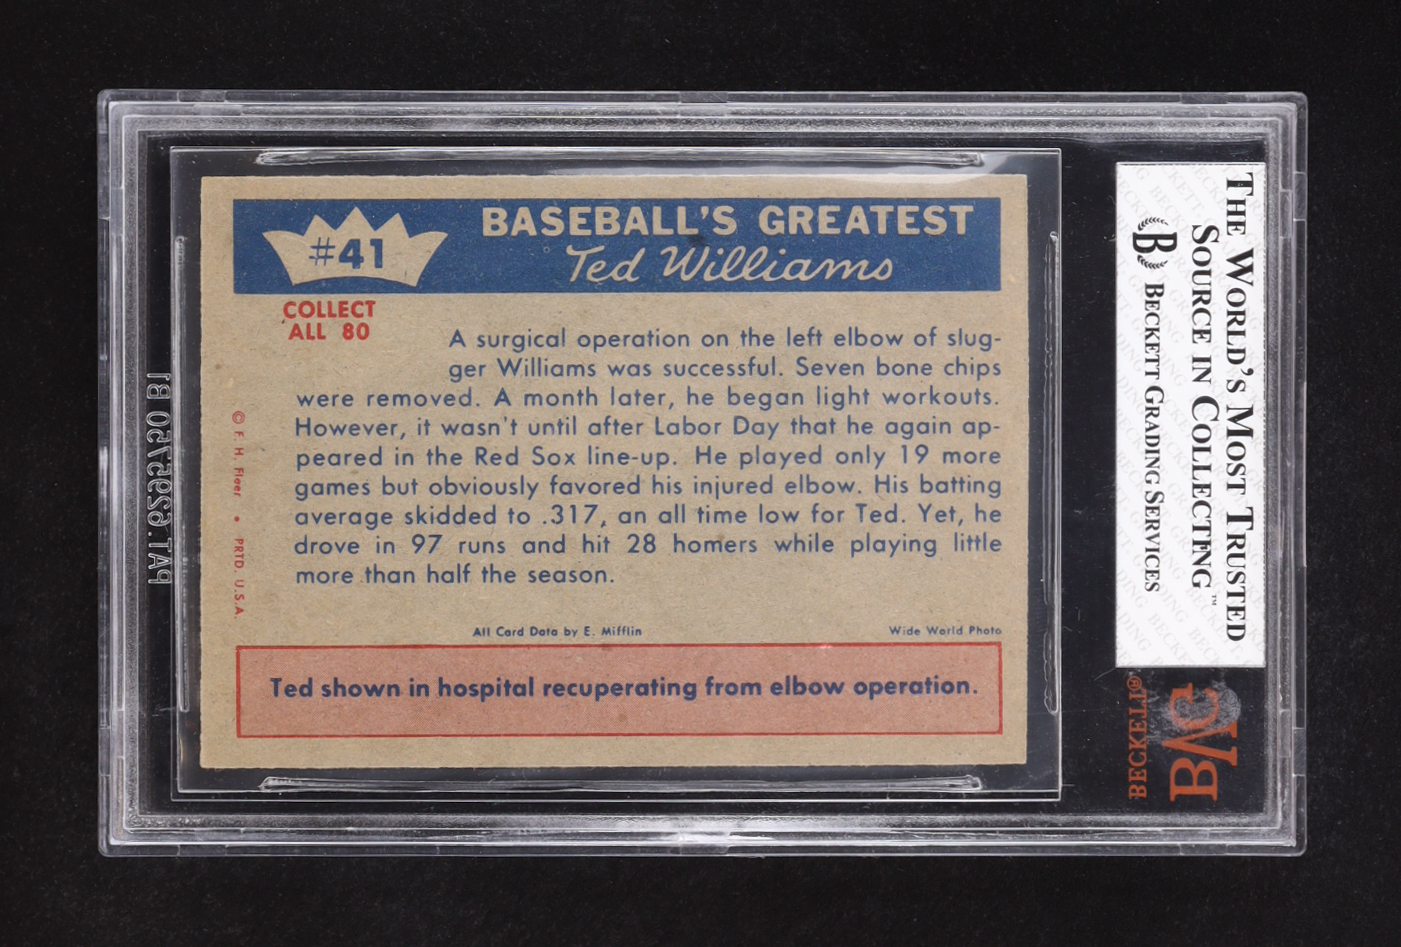 #41
BASEBALL'S GREATEST
Ted Williams
COLLECT
ALL 80
A surgical operation on the left elbow of slug-
ger Williams was successful. Seven bone chips
were removed. A month later, he began light workouts.
However, it wasn't until after Labor Day that he again ap-
peared in the Red Sox line-up. He played only 19 more
games but obviously favored his injured elbow. His batting
average skidded to .317, an all time low for Ted. Yet, he
drove in 97 runs and hit 28 homers while playing little
more than half the season.
© F. H. Fleer • PRTD. U.S.A.
All Card Data by E. Mifflin
Wide World Photo
Ted shown in hospital recuperating from elbow operation.
THE WORLD'S MOST TRUSTED
SOURCE IN COLLECTING™
B BECKETT GRADING SERVICES
BECKETT®